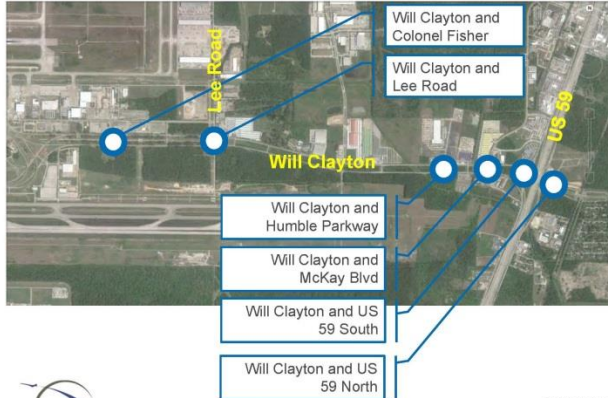 Will Clayton and
Colonel Fisher
Will Clayton and
Lee Road
Lee Road
US 59
Will Clayton
Will Clayton and
Humble Parkway
Will Clayton and
McKay Blvd
Will Clayton and US
59 South
Will Clayton and US
59 North